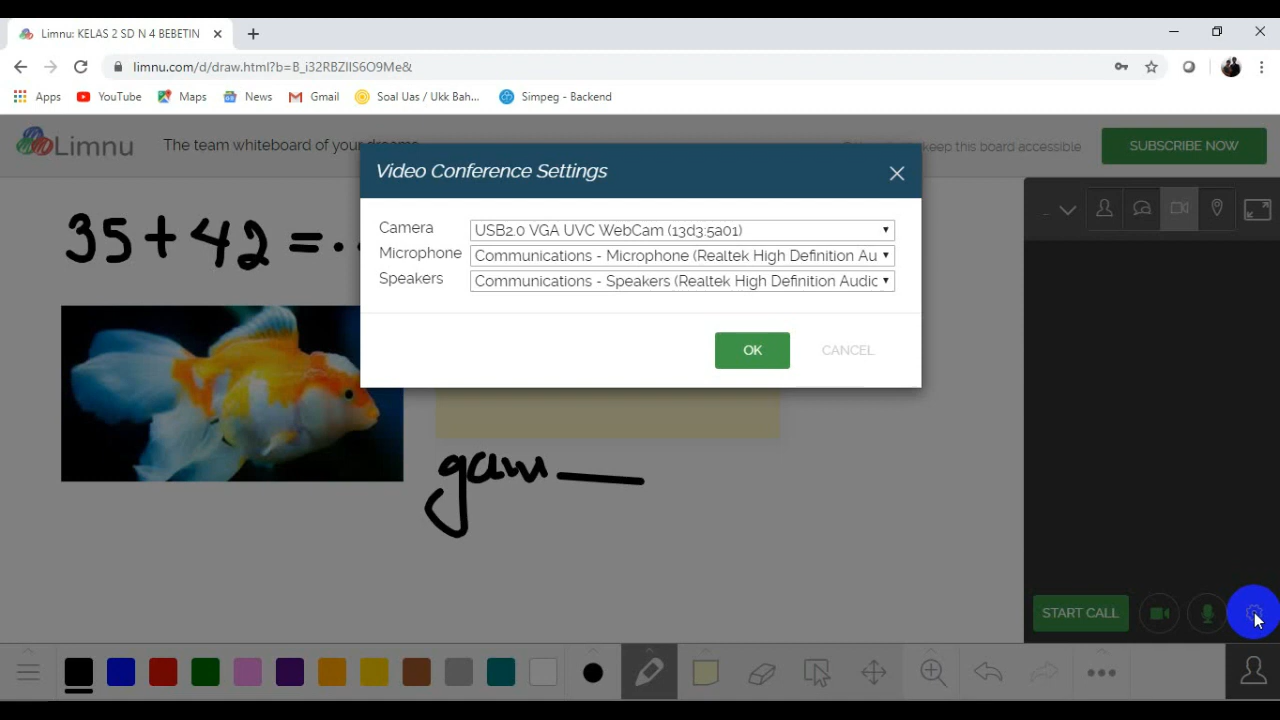 Limnu: KELAS 2 SD N 4 BEBETIN
limnu.com/d/draw.html?b=B_i32RBZIIS6O9Me&
Apps YouTube Maps News Gmail Soal Uas / Ukk Bah... Simpeg - Backend
Limnu The team whiteboard of your dreams keep this board accessible SUBSCRIBE NOW
Video Conference Settings
35+42=.
Camera USB2.0 VGA UVC WebCam (13d3:5a01)
Microphone Communications - Microphone (Realtek High Definition Au
Speakers Communications - Speakers (Realtek High Definition Audio
OK CANCEL
gam
START CALL